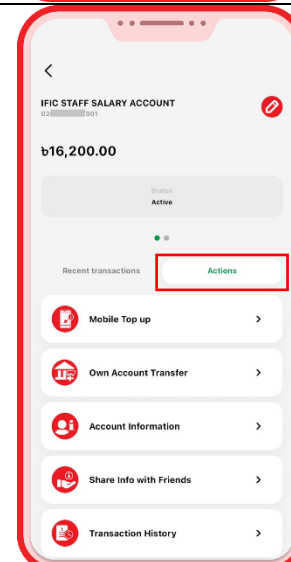 IFIC STAFF SALARY ACCOUNT
02 901
৳16,200.00
Status
Active
Recent transactions Actions
Mobile Top up
Own Account Transfer
Account Information
Share Info with Friends
Transaction History